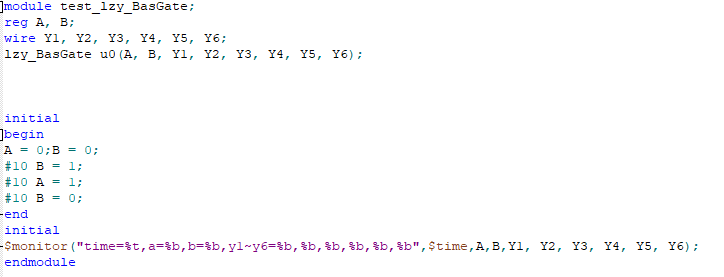 module test_lzy_BasGate;
reg A, B;
wire Y1, Y2, Y3, Y4, Y5, Y6;
lzy_BasGate u0(A, B, Y1, Y2, Y3, Y4, Y5, Y6);
initial
begin
A = 0;B = 0;
#10 B = 1;
#10 A = 1;
#10 B = 0;
end
initial
$monitor("time=%t,a=%b,b=%b,y1~y6=%b,%b,%b,%b,%b,%b",$time,A,B,Y1, Y2, Y3, Y4, Y5, Y6);
endmodule